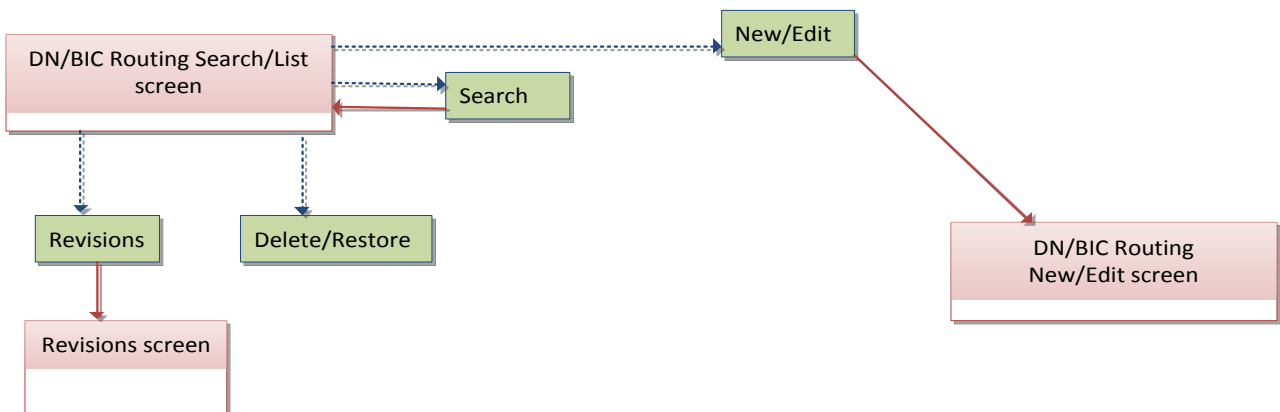 New/Edit
DN/BIC Routing Search/List
screen
Search
Revisions
Delete/Restore
DN/BIC Routing
New/Edit screen
Revisions screen